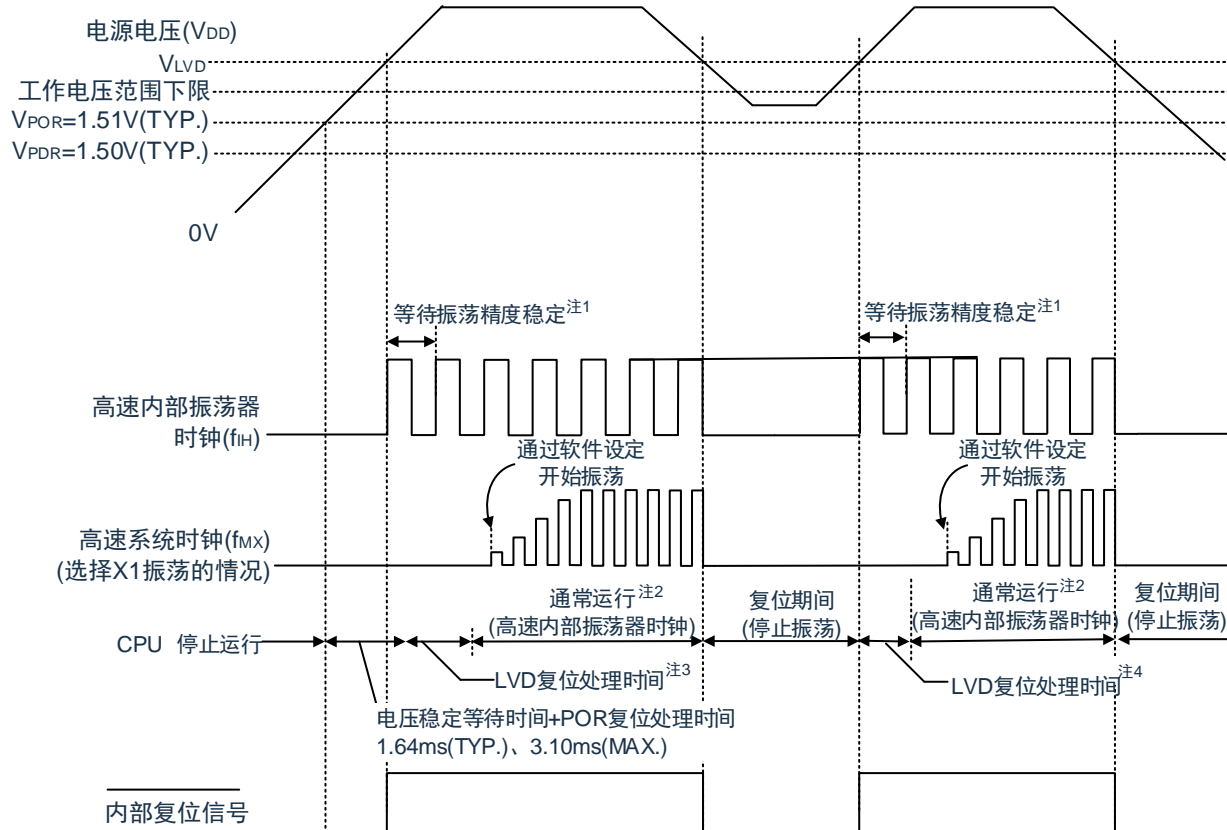 电源电压(VDD)
VLVD
工作电压范围下限
VPOR=1.51V(TYP.)
VPDR=1.50V(TYP.)
0V
等待振荡精度稳定注1
等待振荡精度稳定注1
高速内部振荡器
时钟(fIH)
通过软件设定
开始振荡
通过软件设定
开始振荡
高速系统时钟(fMX)
(选择X1振荡的情况)
通常运行注2
(高速内部振荡器时钟)
复位期间
(停止振荡)
通常运行注2
(高速内部振荡器时钟)
复位期间
(停止振荡)
CPU 停止运行
LVD复位处理时间注3
LVD复位处理时间注4
电压稳定等待时间+POR复位处理时间
1.64ms(TYP.)、3.10ms(MAX.)
内部复位信号